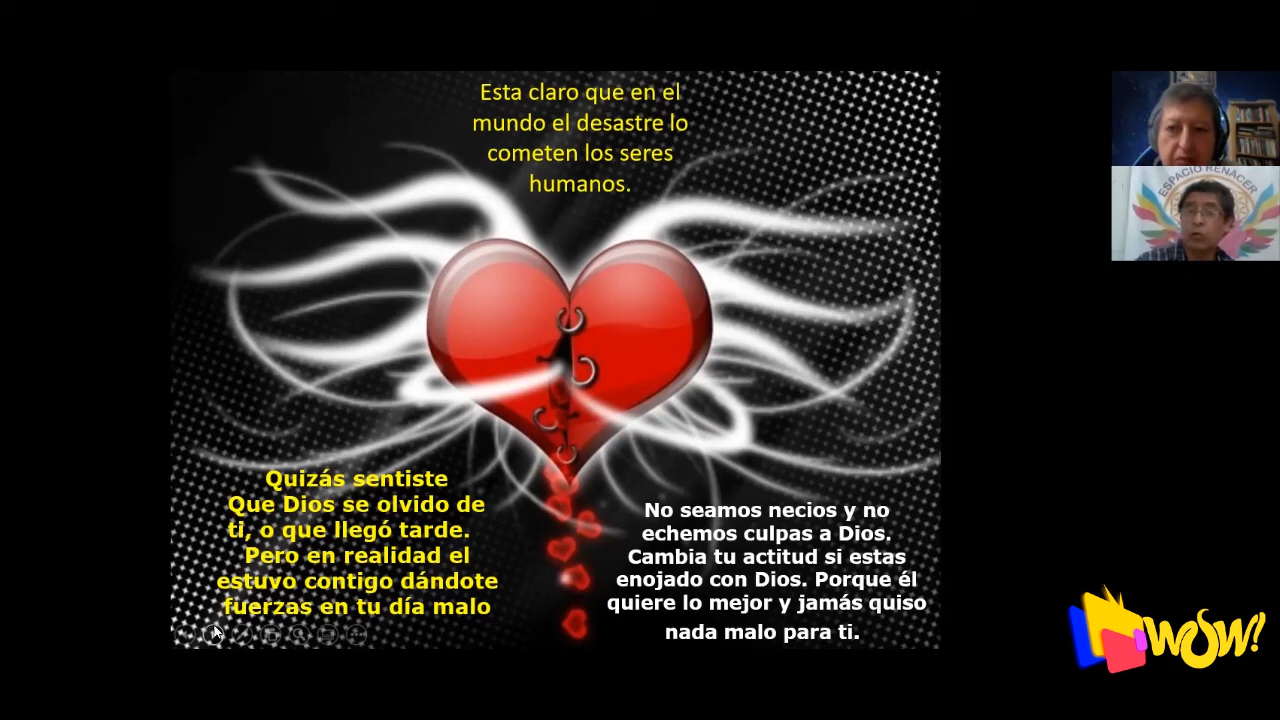 Esta claro que en el
mundo el desastre lo
cometen los seres
humanos.
Quizás sentiste
Que Dios se olvido de
ti, o que llegó tarde.
Pero en realidad el
estuvo contigo dándote
fuerzas en tu día malo
No seamos necios y no
echemos culpas a Dios.
Cambia tu actitud si estas
enojado con Dios. Porque él
quiere lo mejor y jamás quiso
nada malo para ti.
ESPACIO RENACER
WOW!